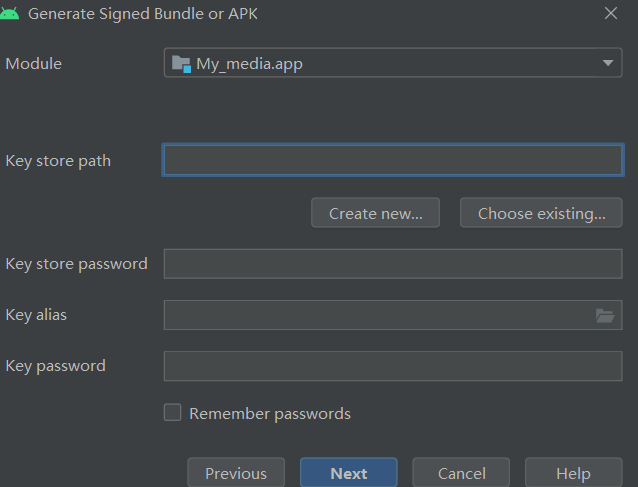 Generate Signed Bundle or APK
Module
My_media.app
Key store path
Create new...
Choose existing...
Key store password
Key alias
Key password
Remember passwords
Previous
Next
Cancel
Help